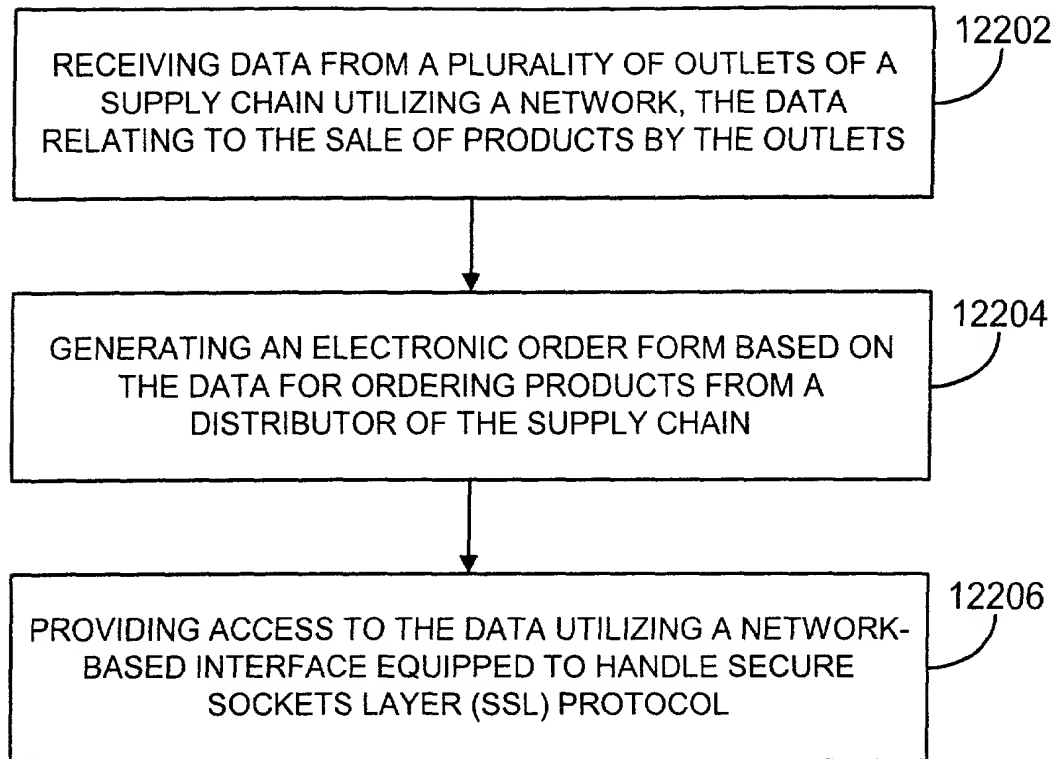 12202
RECEIVING DATA FROM A PLURALITY OF OUTLETS OF A
SUPPLY CHAIN UTILIZING A NETWORK, THE DATA
RELATING TO THE SALE OF PRODUCTS BY THE OUTLETS
12204
GENERATING AN ELECTRONIC ORDER FORM BASED ON
THE DATA FOR ORDERING PRODUCTS FROM A
DISTRIBUTOR OF THE SUPPLY CHAIN
12206
PROVIDING ACCESS TO THE DATA UTILIZING A NETWORK-
BASED INTERFACE EQUIPPED TO HANDLE SECURE
SOCKETS LAYER (SSL) PROTOCOL